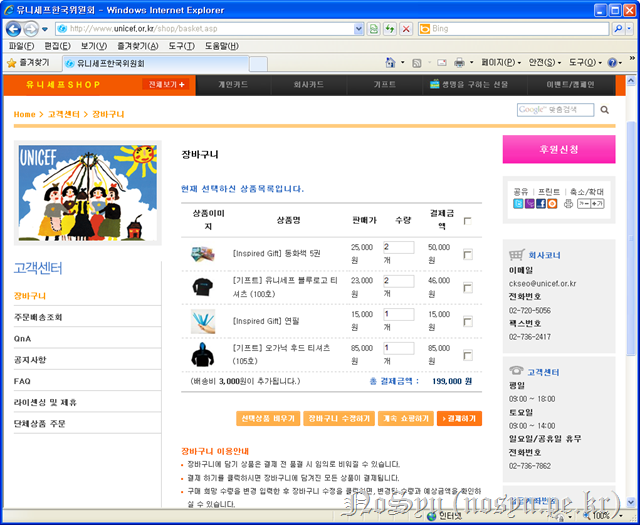 유니세프한국위원회 - Windows Internet Explorer
http://www.unicef.or.kr/shop/basket.asp
Bing
파일(F) 편집(E) 보기(V) 즐겨찾기(A) 도구(T) 도움말(H)
즐겨찾기 유니세프한국위원회
페이지(P) 안전(S) 도구(O)
유니세프SHOP 전체보기 + 개인카드 회사카드 기프트 생명을 구하는 선물 이벤트/캠페인
Home > 고객센터 > 장바구니
Google™ 맞춤검색
UNICEF
고객센터
장바구니
주문배송조회
QnA
공지사항
FAQ
라이센싱 및 제휴
단체상품 주문
장바구니
현재 선택하신 상품목록입니다.
상품이미지 상품명 판매가 수량 결제금액
[Inspired Gift] 동화책 5권 25,000원 2개 50,000원
[기프트] 유니세프 블루로고 티셔츠 (100호) 23,000원 2개 46,000원
[Inspired Gift] 연필 15,000원 1개 15,000원
[기프트] 오가닉 후드 티셔츠 (105호) 85,000원 1개 85,000원
(배송비 3,000원이 추가됩니다.) 총 결제금액 : 199,000 원
선택상품 비우기 장바구니 수정하기 계속 쇼핑하기 결제하기
장바구니 이용안내
장바구니에 담기 상품은 결제 전 품절 시 임의로 비워질 수 있습니다.
결제 하기를 클릭하시면 장바구니에 담겨진 모든 상품이 결제됩니다.
구매 희망 수량을 변경 입력한 후 장바구니 수정을 클릭하면, 변경된 수량과 예상금액을 확인하실 수 있습니다.
후원신청
공유 프린트 축소/확대
회사코너
이메일
ckseo@unicef.or.kr
전화번호
02-720-5056
팩스번호
02-736-2417
고객센터
평일
09:00 ~ 18:00
토요일
09:00 ~ 14:00
일요일/공휴일 휴무
전화번호
02-736-7862
NoSyu (nosyu.pe.kr)
인터넷 100%